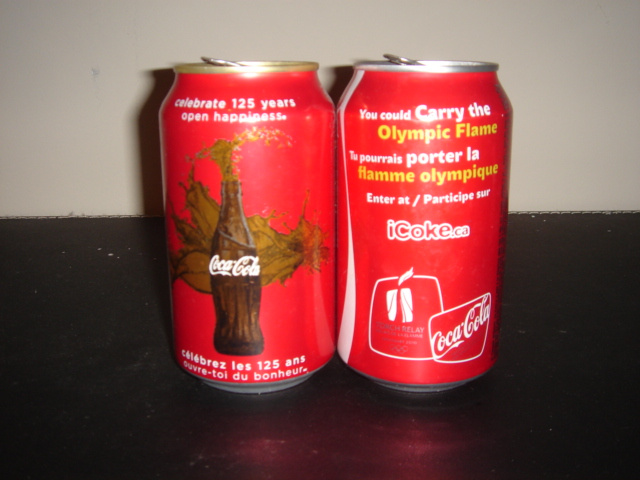 celebrate 125 years
open happiness.
Coca-Cola
célébrez les 125 ans
ouvre-toi du bonheur
You could Carry the
Olympic Flame
Tu pourrais porter la
flamme olympique
Enter at / Participe sur
iCoke.ca
RELAY
Coca-Cola